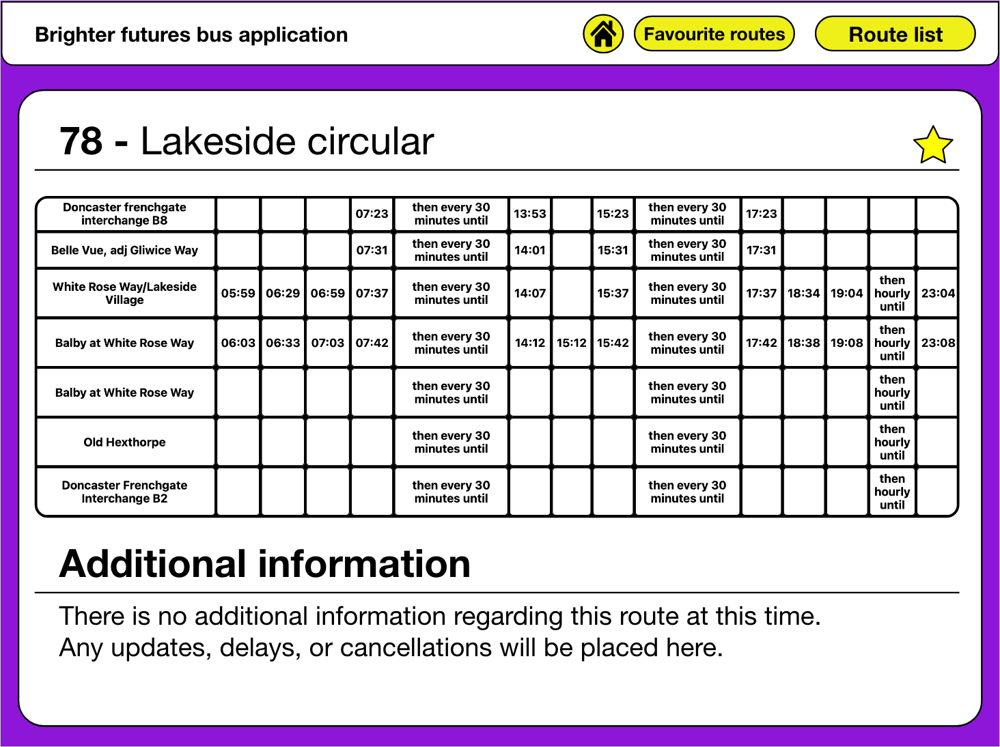 Brighter futures bus application
Favourite routes
Route list
78 - Lakeside circular
Doncaster frenchgate
interchange B8
07:23
then every 30
minutes until
13:53
15:23
then every 30
minutes until
17:23
Belle Vue, adj Gliwice Way
07:31
then every 30
minutes until
14:01
15:31
then every 30
minutes until
17:31
White Rose Way/Lakeside
Village
05:59
06:29
06:59
07:37
then every 30
minutes until
14:07
15:37
then every 30
minutes until
17:37
18:34
19:04
then
hourly
until
23:04
Balby at White Rose Way
06:03
06:33
07:03
07:42
then every 30
minutes until
14:12
15:12
15:42
then every 30
minutes until
17:42
18:38
19:08
then
hourly
until
23:08
Balby at White Rose Way
then every 30
minutes until
then every 30
minutes until
then
hourly
until
Old Hexthorpe
then every 30
minutes until
then every 30
minutes until
then
hourly
until
Doncaster Frenchgate
Interchange B2
then every 30
minutes until
then every 30
minutes until
then
hourly
until
Additional information
There is no additional information regarding this route at this time.
Any updates, delays, or cancellations will be placed here.